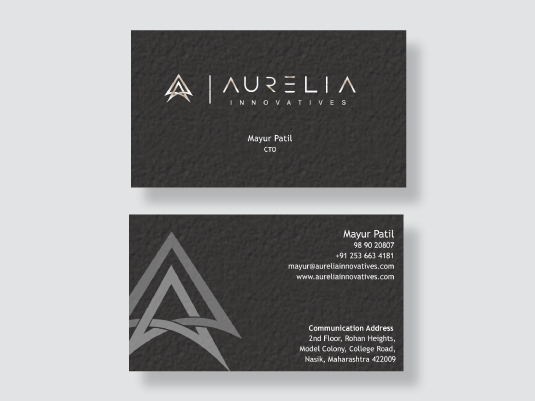 AURELIA
INNOVATIVES
Mayur Patil
CTO
Mayur Patil
98 90 20807
+91 253 663 4181
mayur@aureliainnovatives.com
www.aureliainnovatives.com
Communication Address
2nd Floor, Rohan Heights,
Model Colony, College Road,
Nasik, Maharashtra 422009